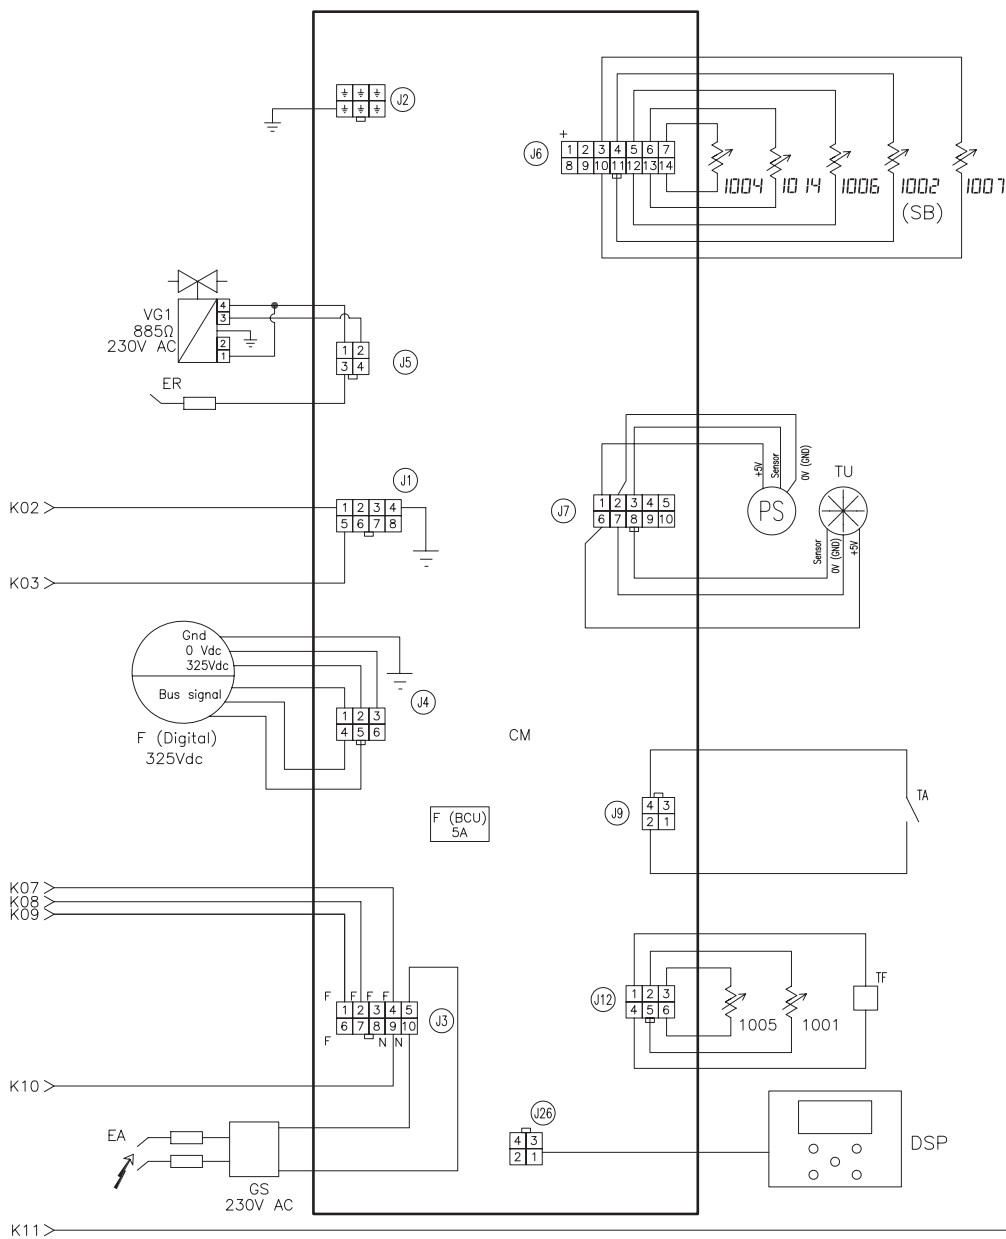 J2
+
J6
1 2 3 4 5 6 7
8 9 10 11 12 13 14
1004 1014 1006 1002 1007
(SB)
VG1
885Ω
230V AC
4
3
2
1
1 2
3 4
J5
ER
J1
K02
1 2 3 4
5 6 7 8
K03
+5V
Sensor
0V (GND)
TU
J7
1 2 3 4 5
6 7 8 9 10
PS
Sensor
0V (GND)
+5V
Gnd
0 Vdc
325Vdc
Bus signal
J4
1 2 3
4 5 6
F (Digital)
325Vdc
CM
F (BCU)
5A
J9
4 3
2 1
TA
K07
K08
K09
F F F F
1 2 3 4 5
6 7 8 9 10
F N N
J3
J12
1 2 3
4 5 6
1005 1001
TF
K10
EA
GS
230V AC
J26
4 3
2 1
DSP
K11